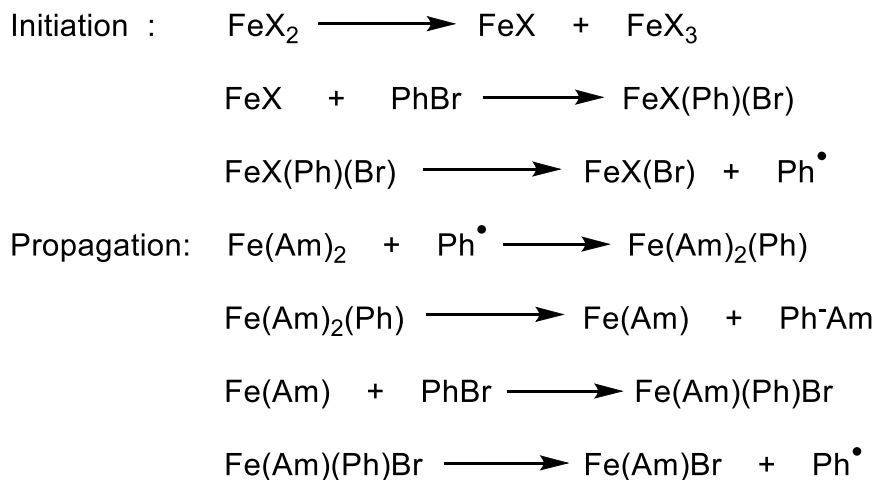 Initiation : FeX₂ ⟶ FeX + FeX₃
FeX + PhBr ⟶ FeX(Ph)(Br)
FeX(Ph)(Br) ⟶ FeX(Br) + Ph•
Propagation: Fe(Am)₂ + Ph• ⟶ Fe(Am)₂(Ph)
Fe(Am)₂(Ph) ⟶ Fe(Am) + Ph-Am
Fe(Am) + PhBr ⟶ Fe(Am)(Ph)Br
Fe(Am)(Ph)Br ⟶ Fe(Am)Br + Ph•